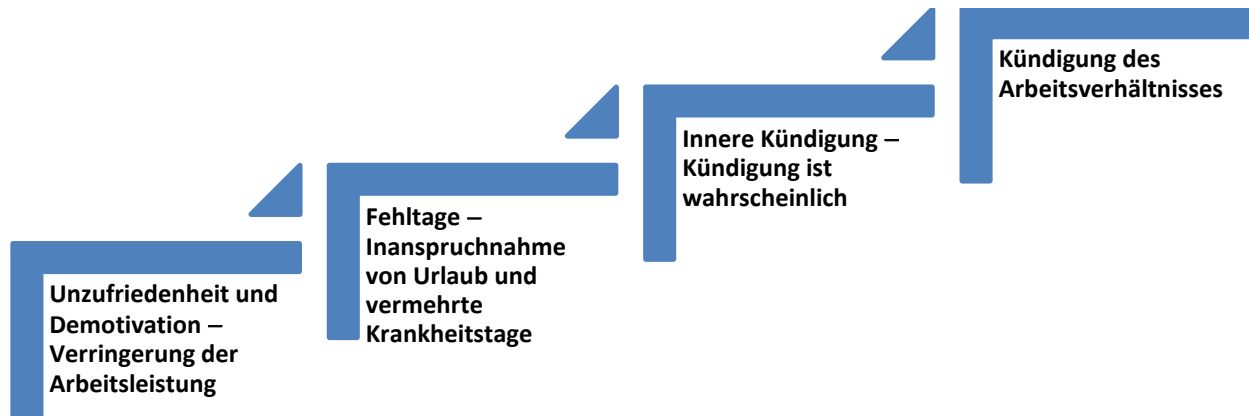 Unzufriedenheit und
Demotivation –
Verringerung der
Arbeitsleistung
Fehltage –
Inanspruchnahme
von Urlaub und
vermehrte
Krankheitstage
Innere Kündigung –
Kündigung ist
wahrscheinlich
Kündigung des
Arbeitsverhältnisses